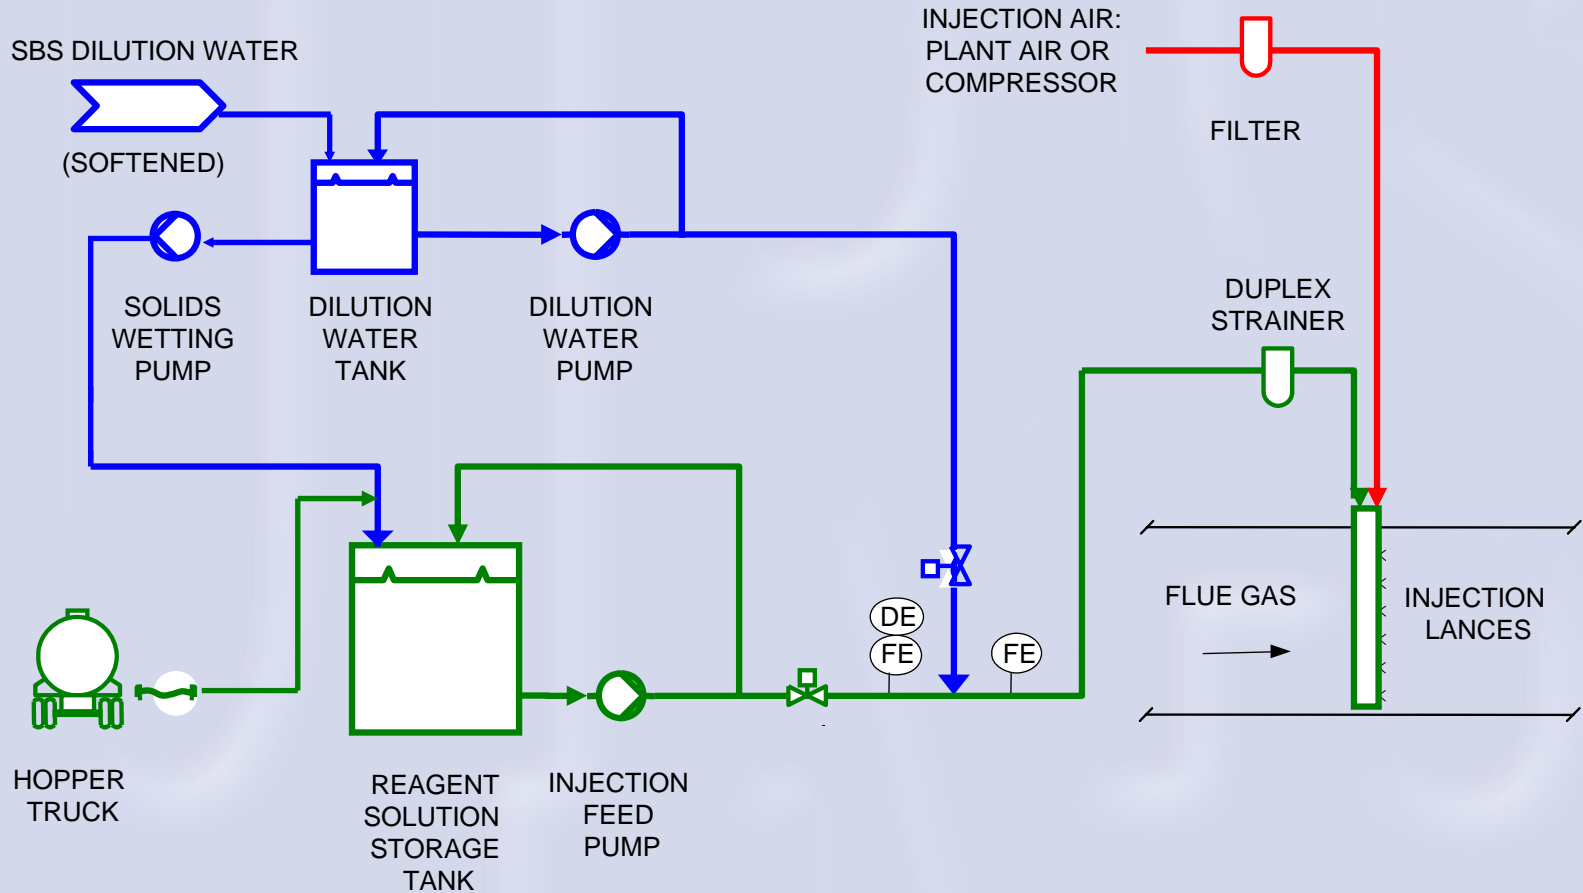 INJECTION AIR:
PLANT AIR OR
COMPRESSOR
SBS DILUTION WATER
(SOFTENED)
FILTER
SOLIDS
WETTING
PUMP
DILUTION
WATER
TANK
DILUTION
WATER
PUMP
DUPLEX
STRAINER
DE
FE
FE
FLUE GAS
INJECTION
LANCES
HOPPER
TRUCK
REAGENT
SOLUTION
STORAGE
TANK
INJECTION
FEED
PUMP